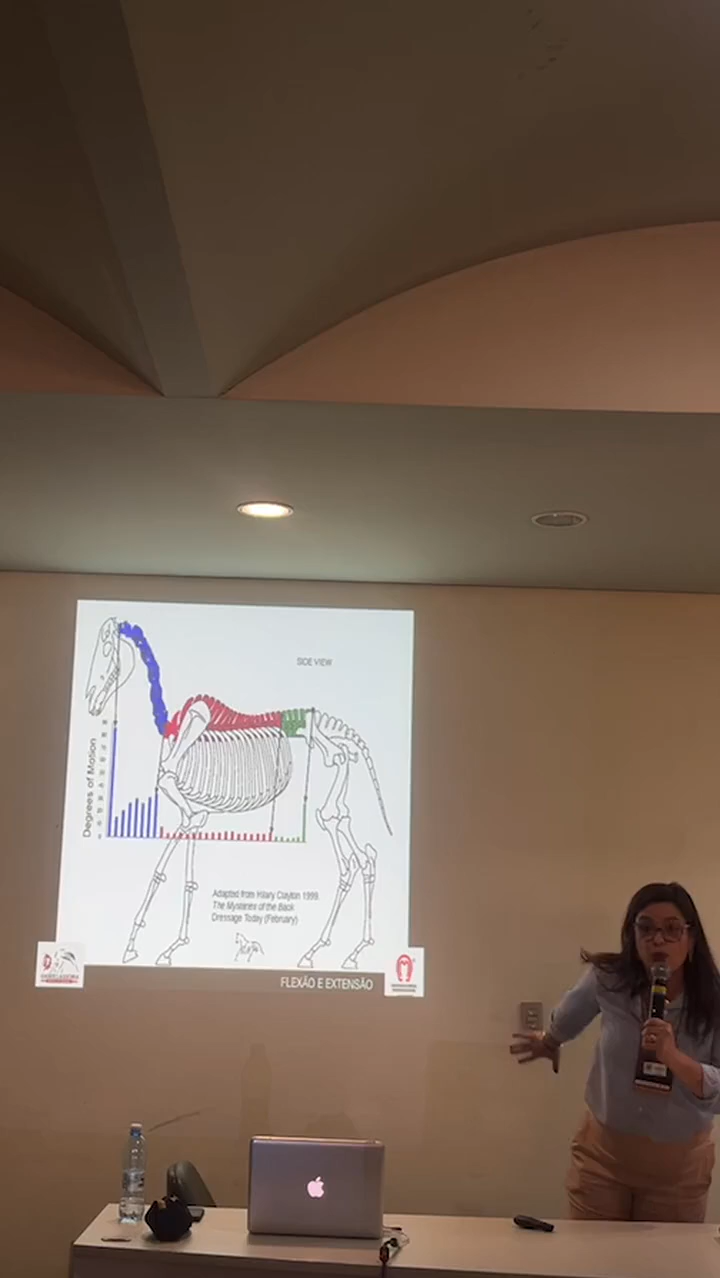 SIDE VIEW
Degrees of Motion
Adapted from Hilary Clayton 1999.
The Mysteries of the Back
Dressage Today (February)
FLEXÃO E EXTENSÃO